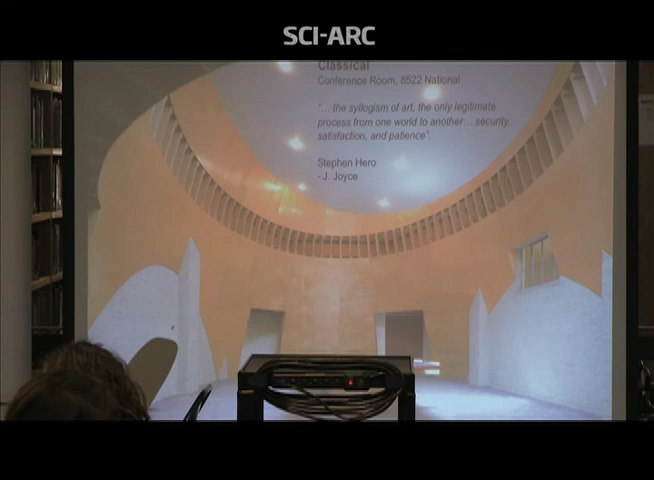 SCI-ARC
Classical
Conference Room, 8522 National
"... the syllogism of art, the only legitimate
process from one world to another... security,
satisfaction, and patience".
Stephen Hero
- J. Joyce